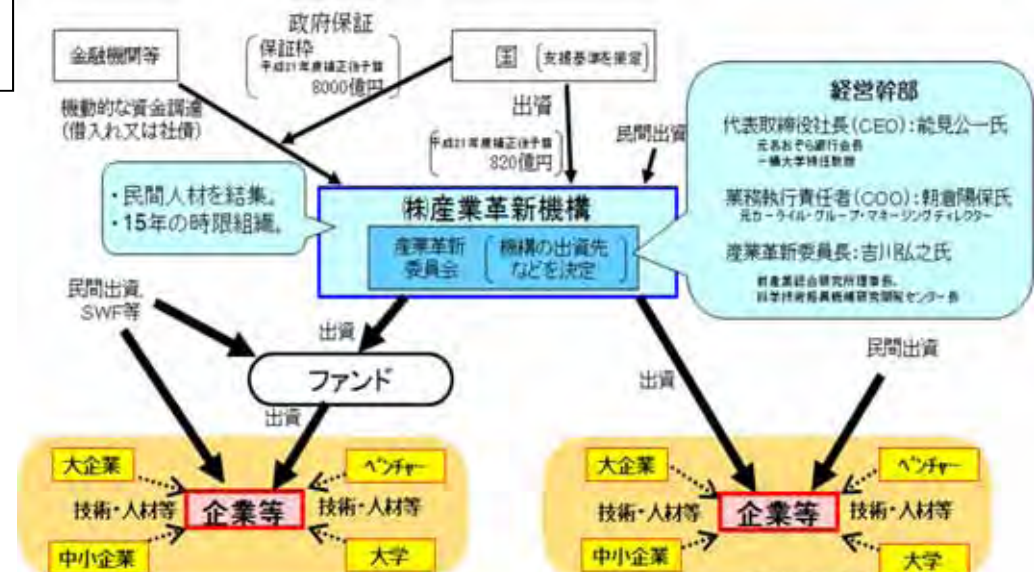 政府保証
金融機関等
保証枠
平成21年度補正後予算
8000億円
国
支援基準を策定
機動的な資金調達
(借入れ又は社債)
出資
平成21年度補正後予算
820億円
民間出資
経営幹部
代表取締役社長(CEO):能見公一氏
元あおぞら銀行会長
一橋大学特任教授
業務執行責任者(COO):朝倉陽保氏
元カーライル・グループ・マネージングディレクター
産業革新委員長:吉川弘之氏
前産業総合研究所理事長、
科学技術振興機構研究開発センター長
・民間人材を結集。
・15年の時限組織。
㈱産業革新機構
産業革新
委員会
機構の出資先
などを決定
民間出資、
SWF等
出資
ファンド
出資
出資
民間出資
大企業
ベンチャー
技術・人材等
企業等
技術・人材等
中小企業
大学
大企業
ベンチャー
技術・人材等
企業等
技術・人材等
中小企業
大学